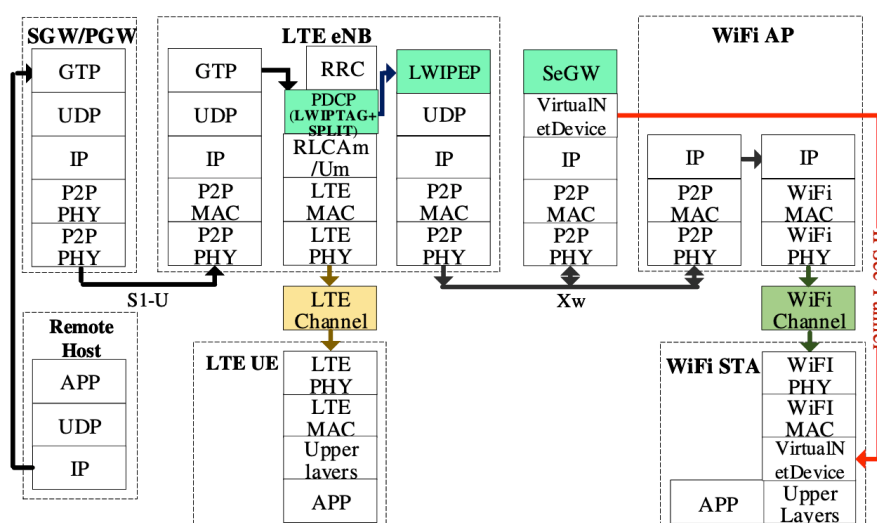 SGW/PGW
GTP
UDP
IP
P2P
PHY
P2P
PHY
LTE eNB
GTP
UDP
IP
P2P
MAC
P2P
PHY
RRC
PDCP
(LWIPTAG+
SPLIT)
RLCAm
/Um
LTE
MAC
LTE
PHY
LWIPEP
UDP
IP
P2P
MAC
P2P
PHY
SeGW
VirtualN
etDevice
IP
P2P
MAC
P2P
PHY
WiFi AP
IP
P2P
MAC
P2P
PHY
IP
WiFi
MAC
WiFi
PHY
S1-U
Xw
LTE
Channel
WiFi
Channel
Remote
Host
APP
UDP
IP
LTE UE
LTE
PHY
LTE
MAC
Upper
layers
APP
WiFi STA
WiFI
PHY
WiFI
MAC
VirtualN
etDevice
APP
Upper
Layers